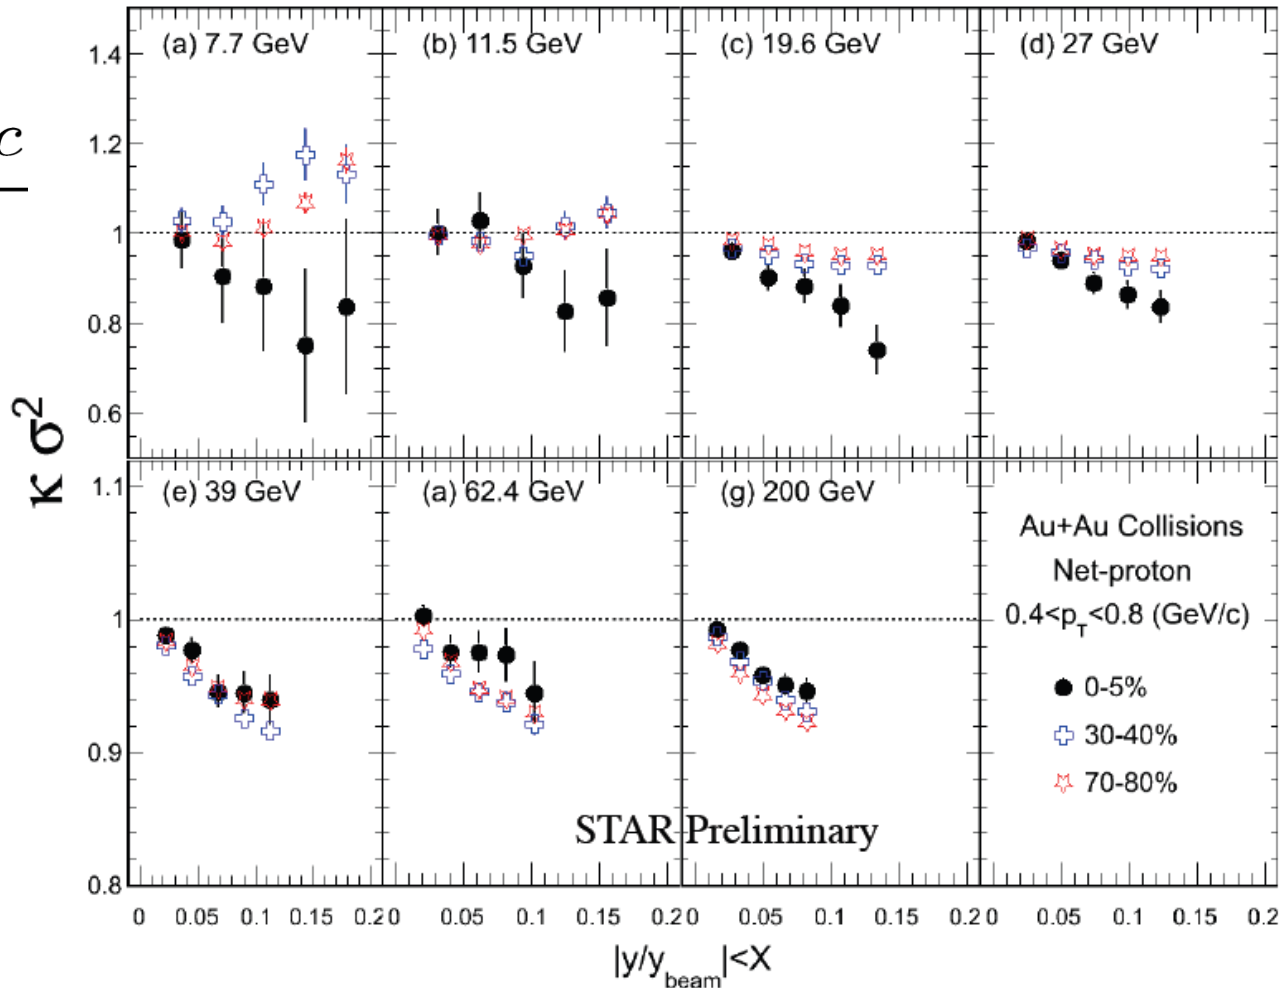 (a) 7.7 GeV
(b) 11.5 GeV
(c) 19.6 GeV
(d) 27 GeV
1.4
1.2
1
0.8
0.6
c
κ σ²
(e) 39 GeV
(a) 62.4 GeV
(g) 200 GeV
1.1
1
0.9
0.8
Au+Au Collisions
Net-proton
0.4<p_T<0.8 (GeV/c)
0-5%
30-40%
70-80%
STAR Preliminary
0 0.05 0.1 0.15 0.2
0 0.05 0.1 0.15 0.2
0 0.05 0.1 0.15 0.2
0 0.05 0.1 0.15 0.2
|y/y_beam|<X